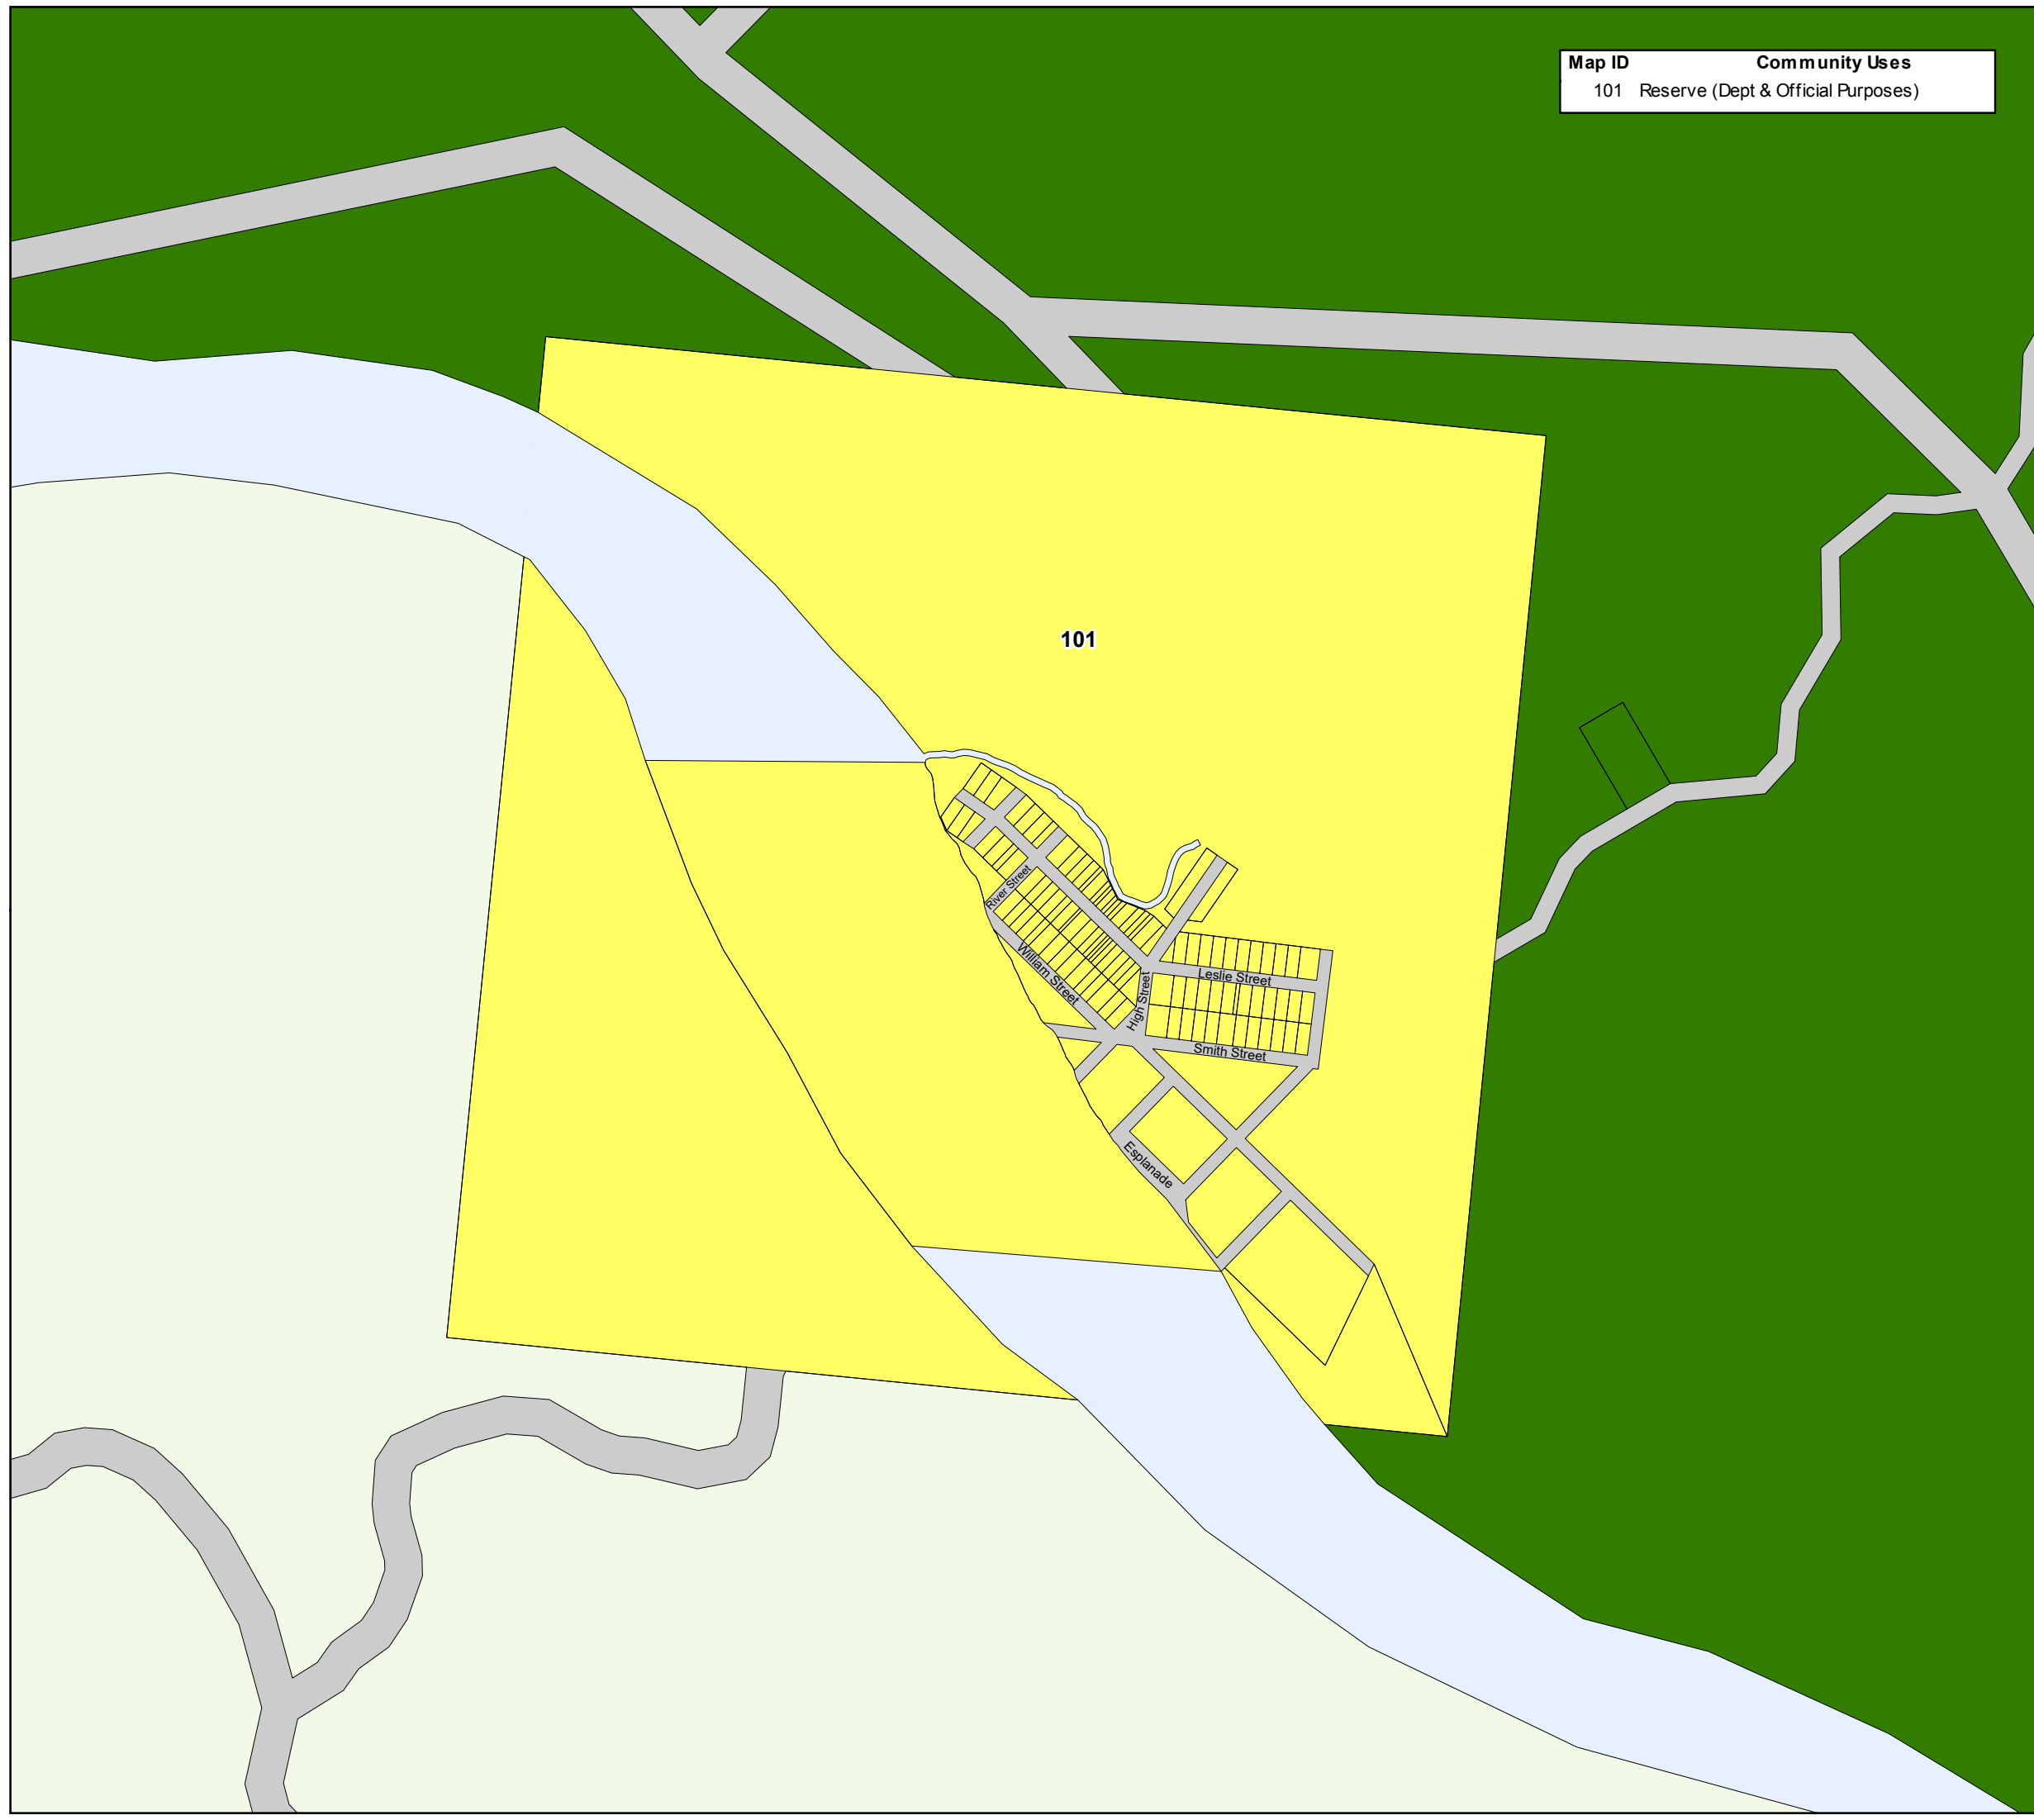 Map ID Community Uses
101 Reserve (Dept & Official Purposes)
101
River Street
William Street
Leslie Street
High Street
Smith Street
Esplanade